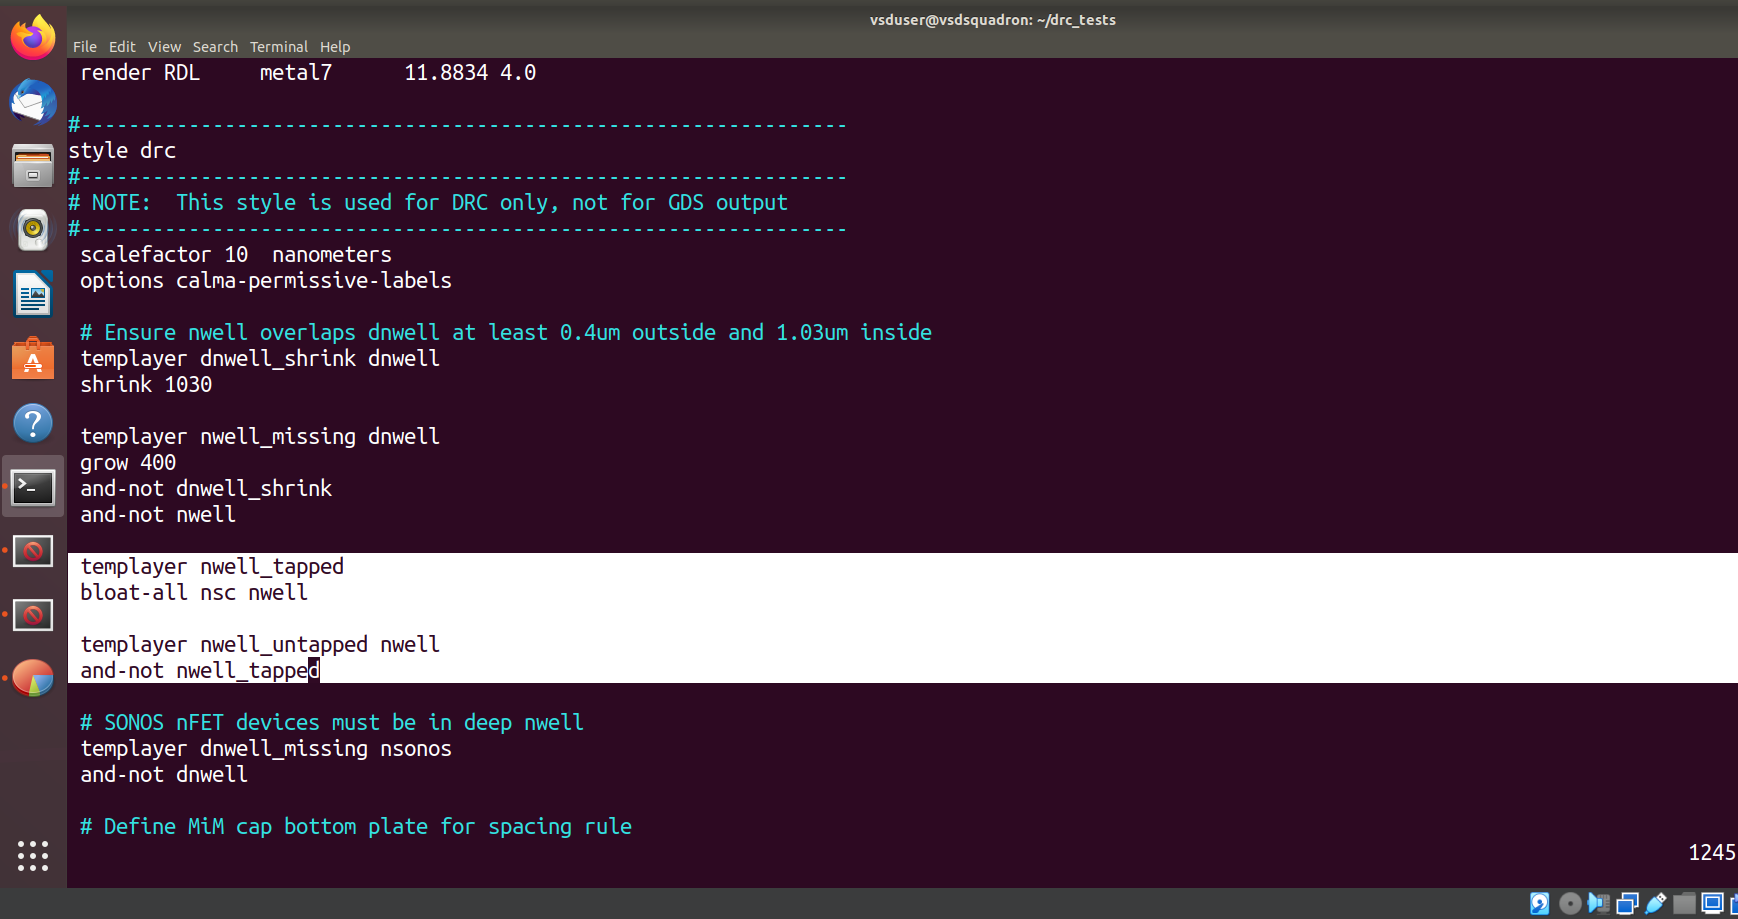 vsduser@vsdsquadron: ~/drc_tests
File Edit View Search Terminal Help
render RDL     metal7      11.8834 4.0
#----------------------------------------------------------------
style drc
#----------------------------------------------------------------
# NOTE:  This style is used for DRC only, not for GDS output
#----------------------------------------------------------------
scalefactor 10  nanometers
options calma-permissive-labels
# Ensure nwell overlaps dnwell at least 0.4um outside and 1.03um inside
templayer dnwell_shrink dnwell
shrink 1030
templayer nwell_missing dnwell
grow 400
and-not dnwell_shrink
and-not nwell
templayer nwell_tapped
bloat-all nsc nwell
templayer nwell_untapped nwell
and-not nwell_tapped
# SONOS nFET devices must be in deep nwell
templayer dnwell_missing nsonos
and-not dnwell
# Define MiM cap bottom plate for spacing rule
1245